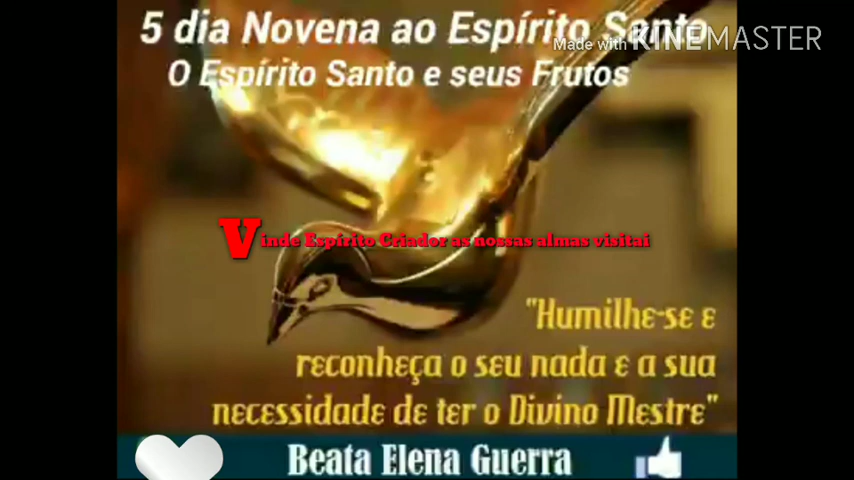 5 dia Novena ao Espírito Santo
Made with KINEMASTER
O Espírito Santo e seus Frutos
Vinde Espírito Criador as nossas almas visitai
"Humilhe-se e
reconheça o seu nada e a sua
necessidade de ter o Divino Mestre"
Beata Elena Guerra